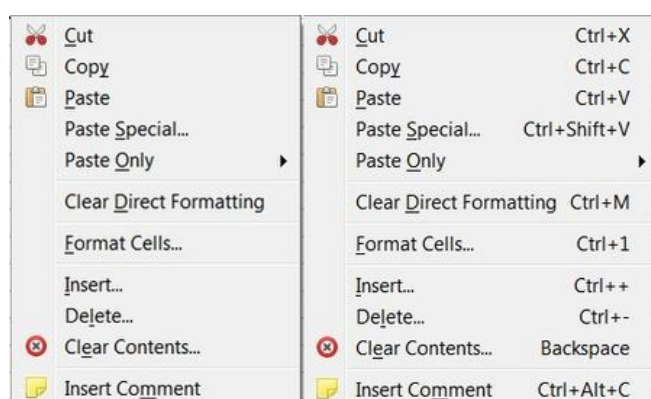 Cut
Copy
Paste
Paste Special...
Paste Only
Clear Direct Formatting
Format Cells...
Insert...
Delete...
Clear Contents...
Insert Comment
Cut Ctrl+X
Copy Ctrl+C
Paste Ctrl+V
Paste Special... Ctrl+Shift+V
Paste Only
Clear Direct Formatting Ctrl+M
Format Cells... Ctrl+1
Insert... Ctrl++
Delete... Ctrl+-
Clear Contents... Backspace
Insert Comment Ctrl+Alt+C